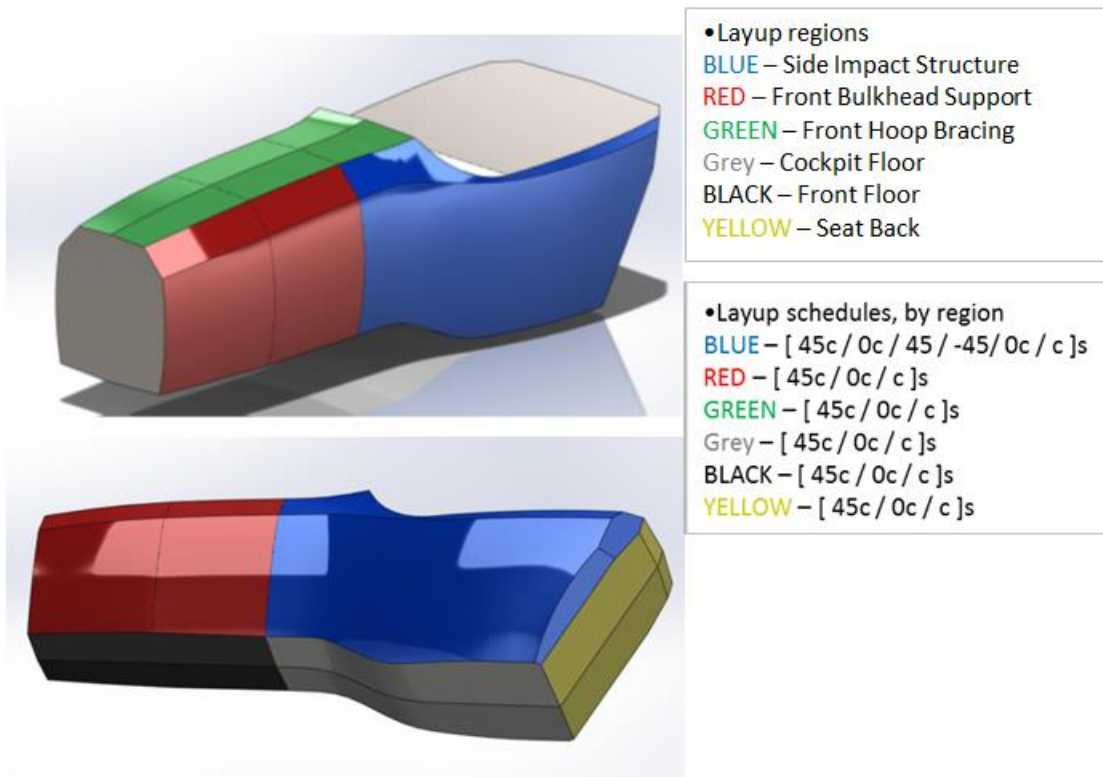 •Layup regions
BLUE – Side Impact Structure
RED – Front Bulkhead Support
GREEN – Front Hoop Bracing
Grey – Cockpit Floor
BLACK – Front Floor
YELLOW – Seat Back
•Layup schedules, by region
BLUE – [ 45c / 0c / 45 / -45/ 0c / c ]s
RED – [ 45c / 0c / c ]s
GREEN – [ 45c / 0c / c ]s
Grey – [ 45c / 0c / c ]s
BLACK – [ 45c / 0c / c ]s
YELLOW – [ 45c / 0c / c ]s